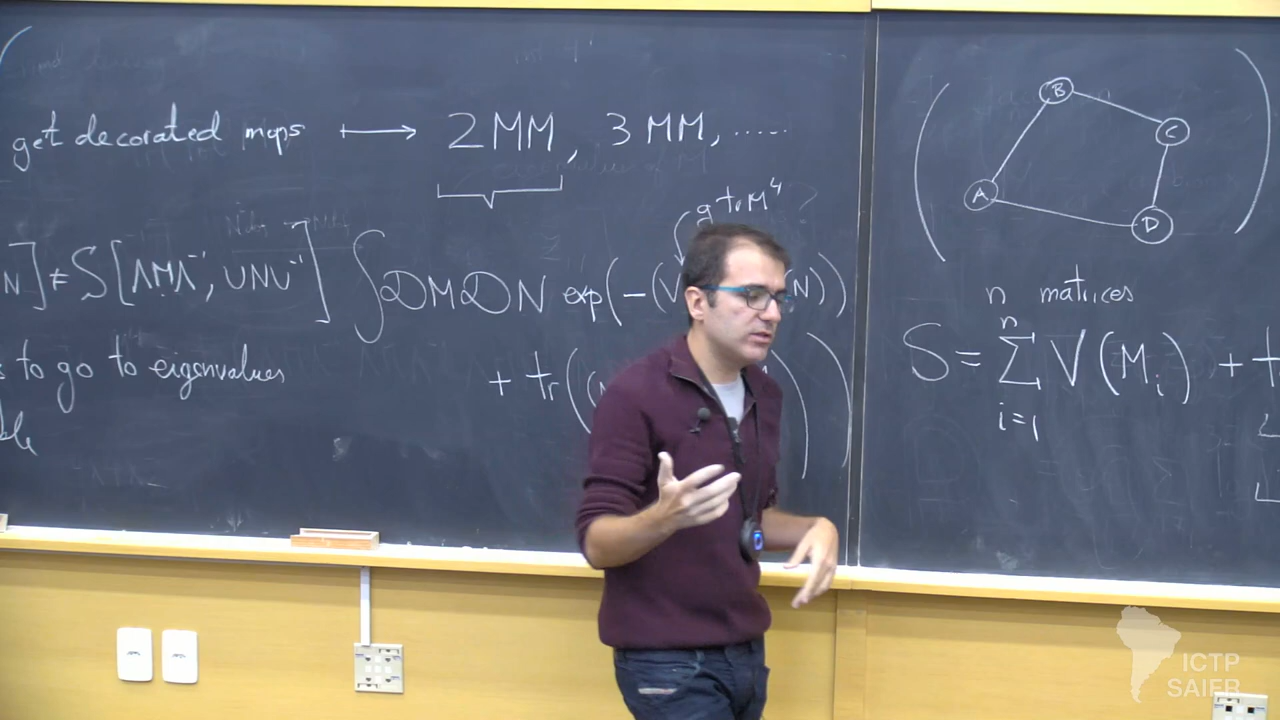 get decorated maps ⟼ 2MM, 3MM, .....
g tr M⁴
N] ≠ S[ΛMΛ⁻¹, UNU⁻¹] ∫DMDN exp(-(V N))
to go to eigenvalues + tr((
B
C
A
D
n matrices
S = Σ V(M_i) +
n
i=1
ICTP
SAIFR